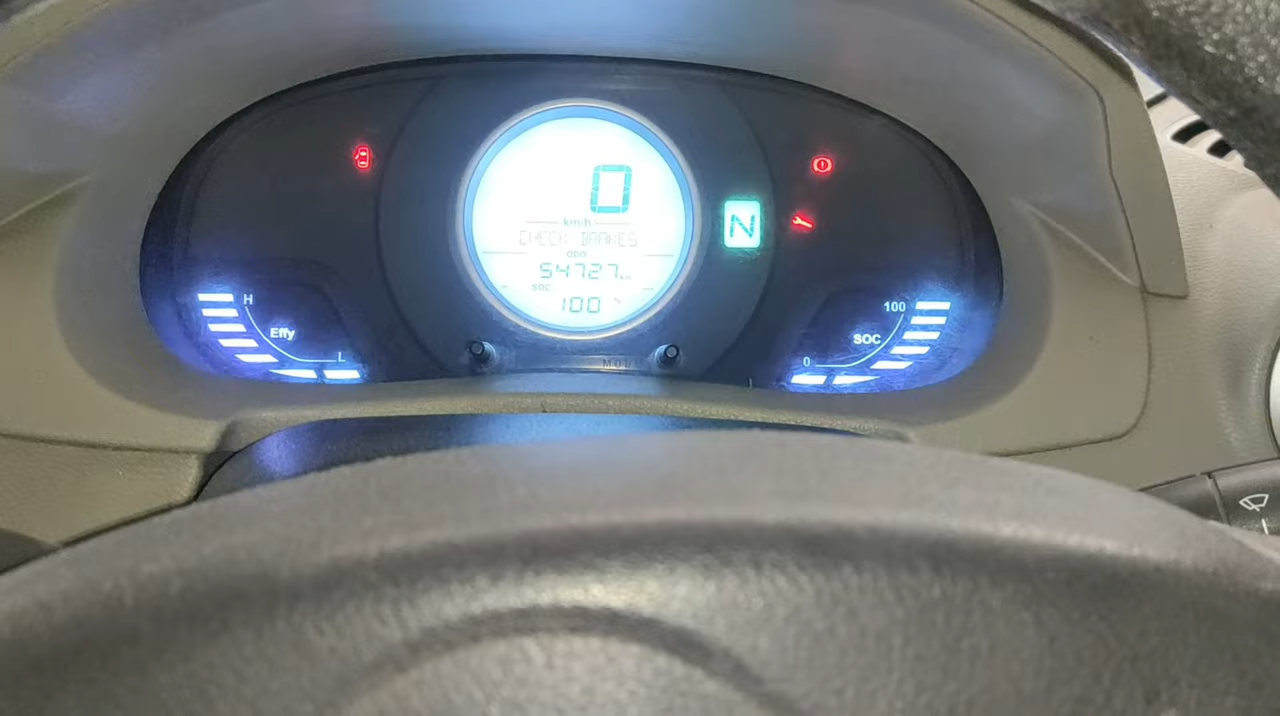 0
km/h
CHECK BRAKES
ODO
54727
SOC
100 %
N
H
Effy
L
100
SOC
0